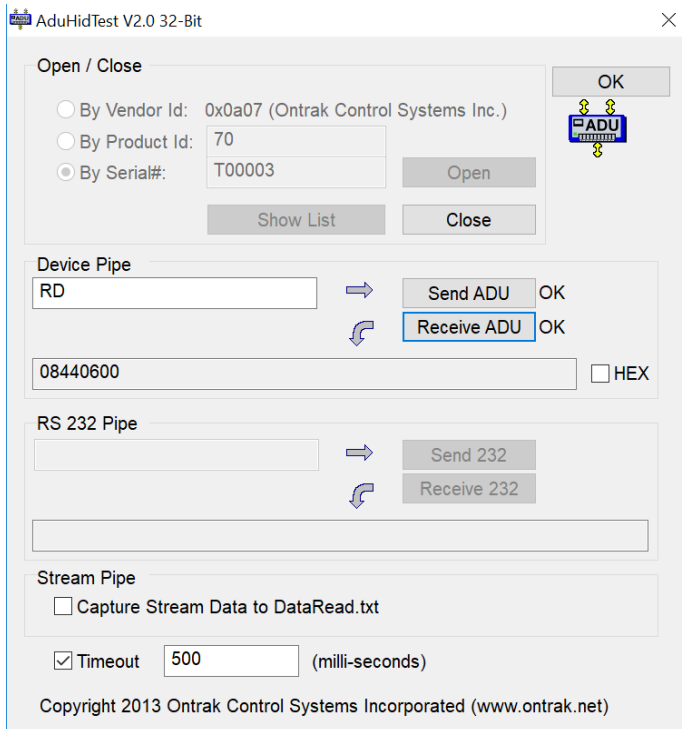 AduHidTest V2.0 32-Bit
Open / Close
OK
By Vendor Id: 0x0a07 (Ontrak Control Systems Inc.)
ADU
By Product Id: 70
By Serial#: T00003 Open
Show List Close
Device Pipe
RD Send ADU OK
Receive ADU OK
08440600 HEX
RS 232 Pipe
Send 232
Receive 232
Stream Pipe
Capture Stream Data to DataRead.txt
Timeout 500 (milli-seconds)
Copyright 2013 Ontrak Control Systems Incorporated (www.ontrak.net)